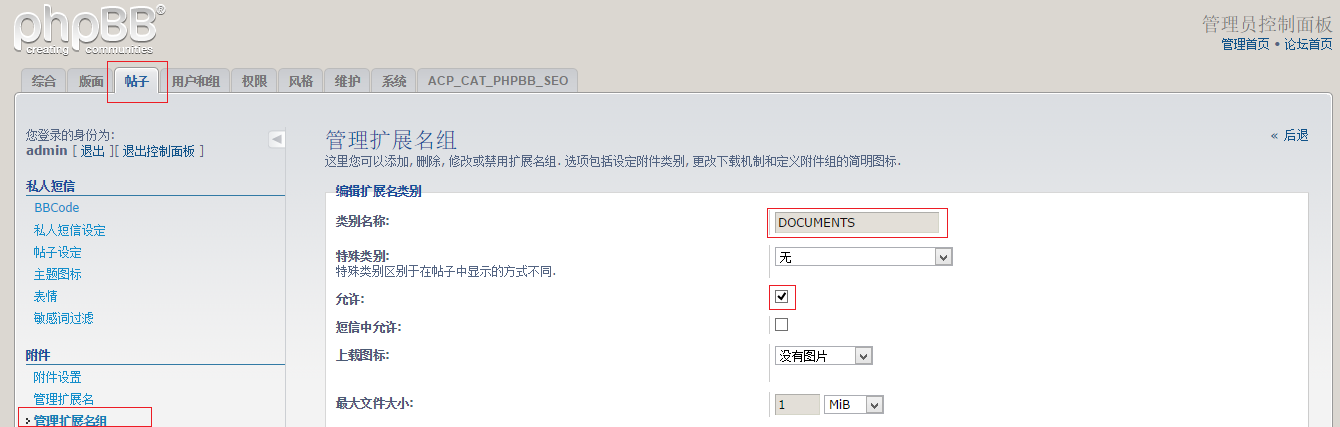 phpBB®
creating communities
管理员控制面板
管理首页 • 论坛首页
综合 版面 帖子 用户和组 权限 风格 维护 系统 ACP_CAT_PHPBB_SEO
您登录的身份为:
admin [ 退出 ][ 退出控制面板 ]
私人短信
BBCode
私人短信设定
帖子设定
主题图标
表情
敏感词过滤
附件
附件设置
管理扩展名
管理扩展名组
« 后退
管理扩展名组
这里您可以添加, 删除, 修改或禁用扩展名组. 选项包括设定附件类别, 更改下载机制和定义附件组的简明图标.
编辑扩展名类别
类别名称: DOCUMENTS
特殊类别: 无
特殊类别区别于在帖子中显示的方式不同.
允许:
短信中允许:
上载图标: 没有图片
最大文件大小: 1 MiB